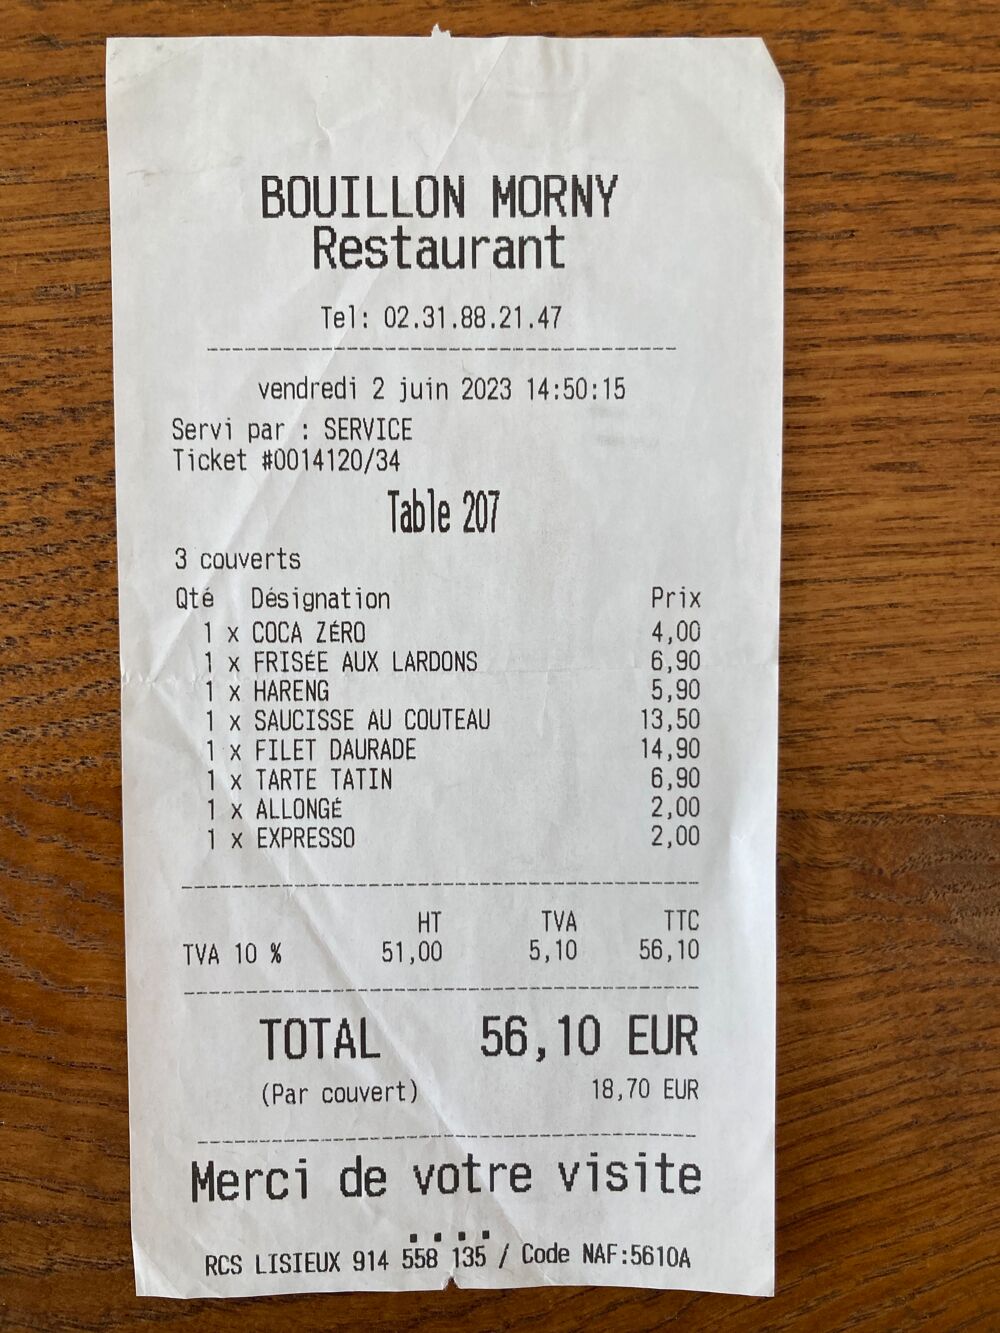 BOUILLON MORNY
Restaurant
Tel: 02.31.88.21.47
vendredi 2 juin 2023 14:50:15
Servi par : SERVICE
Ticket #0014120/34
Table 207
3 couverts
Qté Désignation Prix
1 x COCA ZÉRO 4,00
1 x FRISÉE AUX LARDONS 6,90
1 x HARENG 5,90
1 x SAUCISSE AU COUTEAU 13,50
1 x FILET DAURADE 14,90
1 x TARTE TATIN 6,90
1 x ALLONGÉ 2,00
1 x EXPRESSO 2,00
HT TVA TTC
TVA 10 % 51,00 5,10 56,10
TOTAL 56,10 EUR
(Par couvert) 18,70 EUR
Merci de votre visite
....
RCS LISIEUX 914 558 135 / Code NAF:5610A